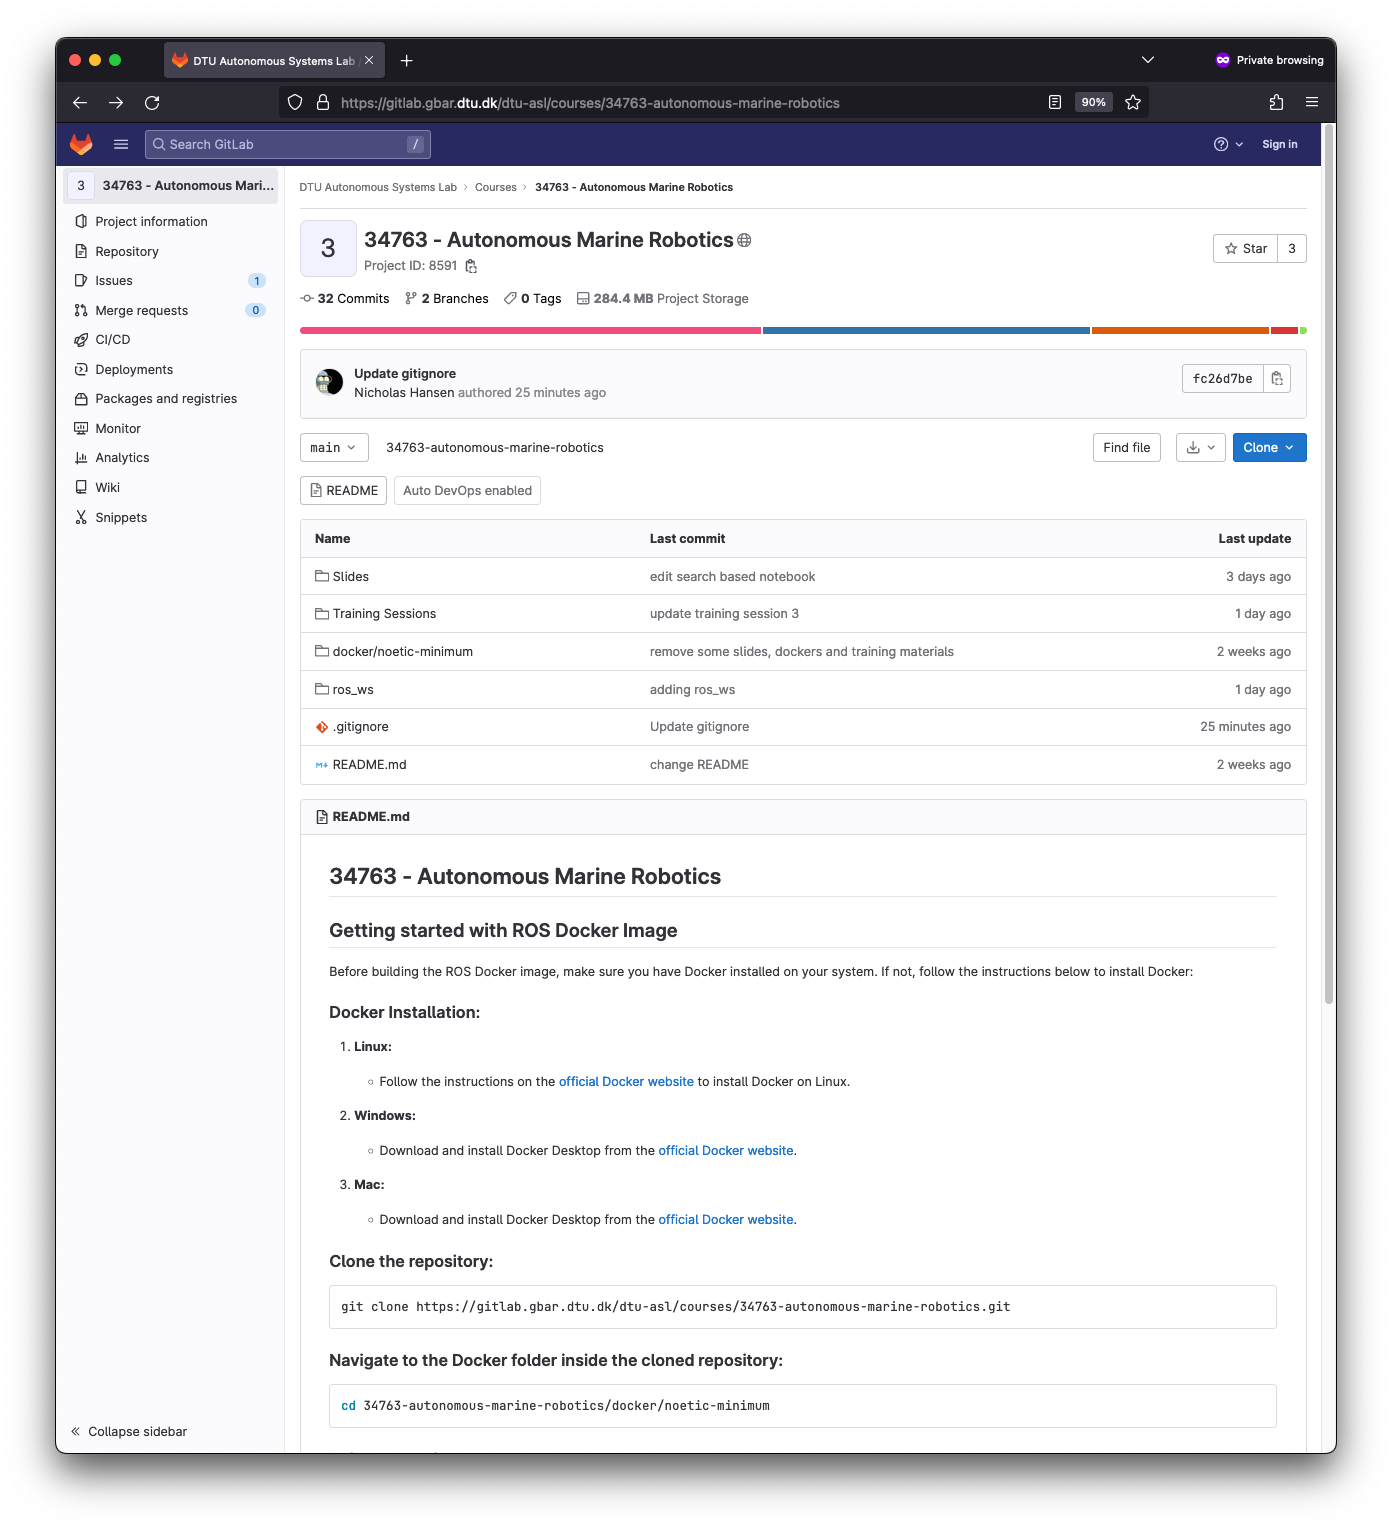 DTU Autonomous Systems Lab /
Private browsing
https://gitlab.gbar.dtu.dk/dtu-asl/courses/34763-autonomous-marine-robotics
90%
Search GitLab
/
Sign in
3
34763 - Autonomous Mari...
Project information
Repository
Issues
1
Merge requests
0
CI/CD
Deployments
Packages and registries
Monitor
Analytics
Wiki
Snippets
Collapse sidebar
DTU Autonomous Systems Lab > Courses > 34763 - Autonomous Marine Robotics
3
34763 - Autonomous Marine Robotics
Project ID: 8591
Star
3
32 Commits
2 Branches
0 Tags
284.4 MB Project Storage
Update gitignore
Nicholas Hansen authored 25 minutes ago
fc26d7be
main
34763-autonomous-marine-robotics
Find file
Clone
README
Auto DevOps enabled
Name Last commit Last update
Slides edit search based notebook 3 days ago
Training Sessions update training session 3 1 day ago
docker/noetic-minimum remove some slides, dockers and training materials 2 weeks ago
ros_ws adding ros_ws 1 day ago
.gitignore Update gitignore 25 minutes ago
README.md change README 2 weeks ago
README.md
34763 - Autonomous Marine Robotics
Getting started with ROS Docker Image
Before building the ROS Docker image, make sure you have Docker installed on your system. If not, follow the instructions below to install Docker:
Docker Installation:
1. Linux:
Follow the instructions on the official Docker website to install Docker on Linux.
2. Windows:
Download and install Docker Desktop from the official Docker website.
3. Mac:
Download and install Docker Desktop from the official Docker website.
Clone the repository:
git clone https://gitlab.gbar.dtu.dk/dtu-asl/courses/34763-autonomous-marine-robotics.git
Navigate to the Docker folder inside the cloned repository:
cd 34763-autonomous-marine-robotics/docker/noetic-minimum